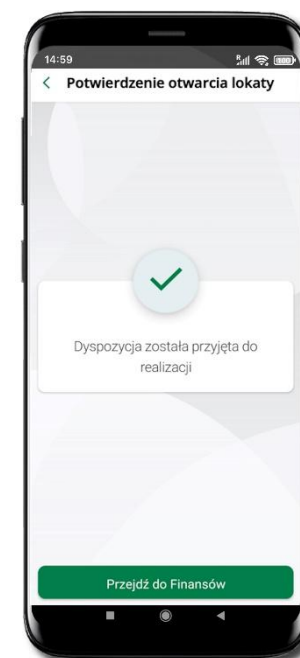 14:59
Potwierdzenie otwarcia lokaty
Dyspozycja została przyjęta do
realizacji
Przejdź do Finansów